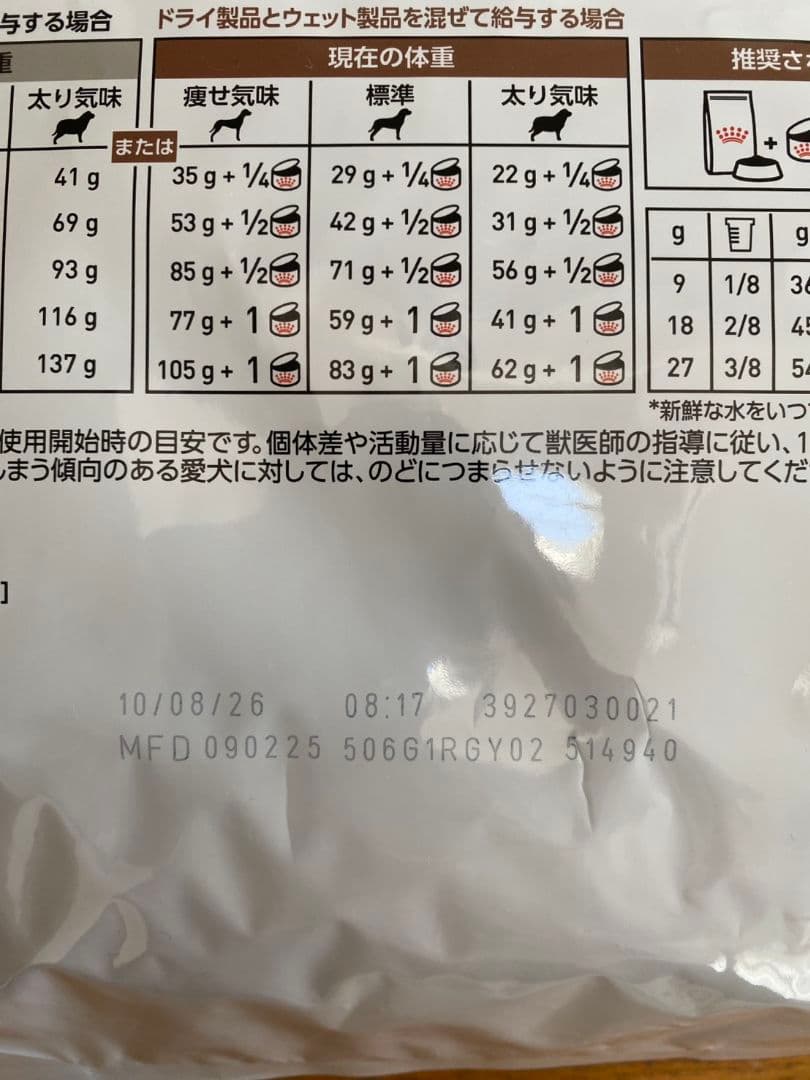 与する場合 ドライ製品とウェット製品を混ぜて給与する場合
重 現在の体重 推奨さ
太り気味 痩せ気味 標準 太り気味
または
+
41 g 35 g + 1/4 29 g + 1/4 22 g + 1/4
69 g 53 g + 1/2 42 g + 1/2 31 g + 1/2
93 g 85 g + 1/2 71 g + 1/2 56 g + 1/2
116 g 77 g + 1 59 g + 1 41 g + 1
137 g 105 g + 1 83 g + 1 62 g + 1
g g
9 1/8 36
18 2/8 45
27 3/8 54
*新鮮な水をいつ
使用開始時の目安です。個体差や活動量に応じて獣医師の指導に従い、1
まう傾向のある愛犬に対しては、のどにつまらせないように注意してくだ
]
10/08/26 08:17 3927030021
MFD 090225 506G1RGY02 514940